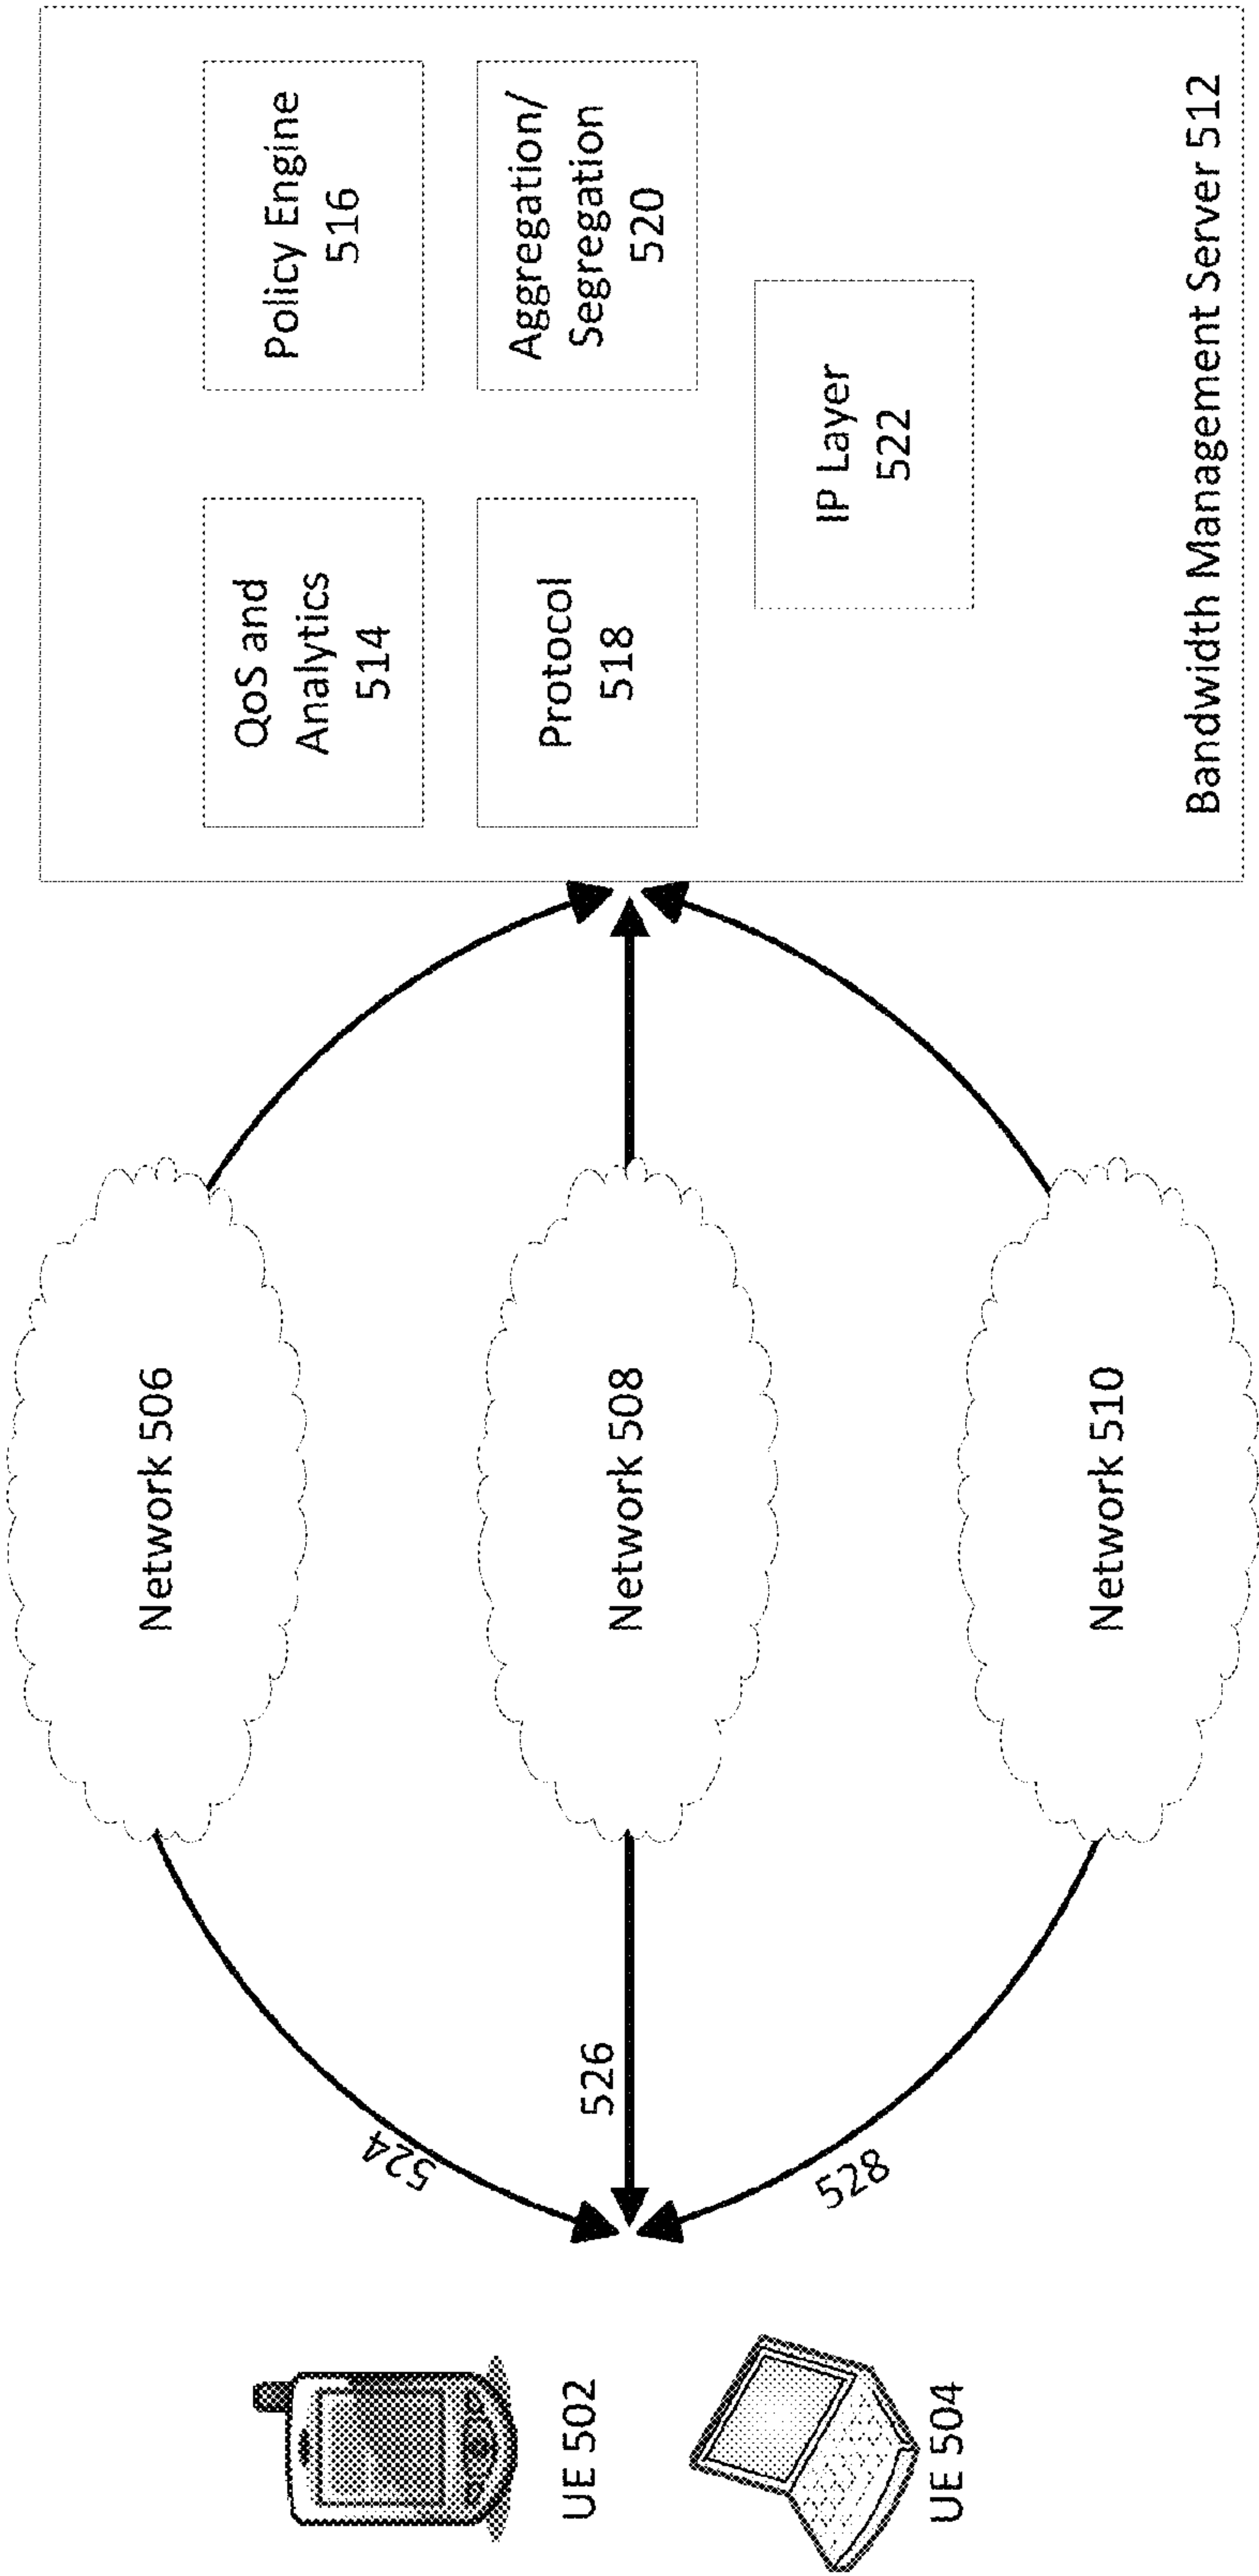 UE 502
UE 504
524
526
528
Network 506
Network 508
Network 510
QoS and
Analytics
514
Policy Engine
516
Protocol
518
Aggregation/
Segregation
520
IP Layer
522
Bandwidth Management Server 512